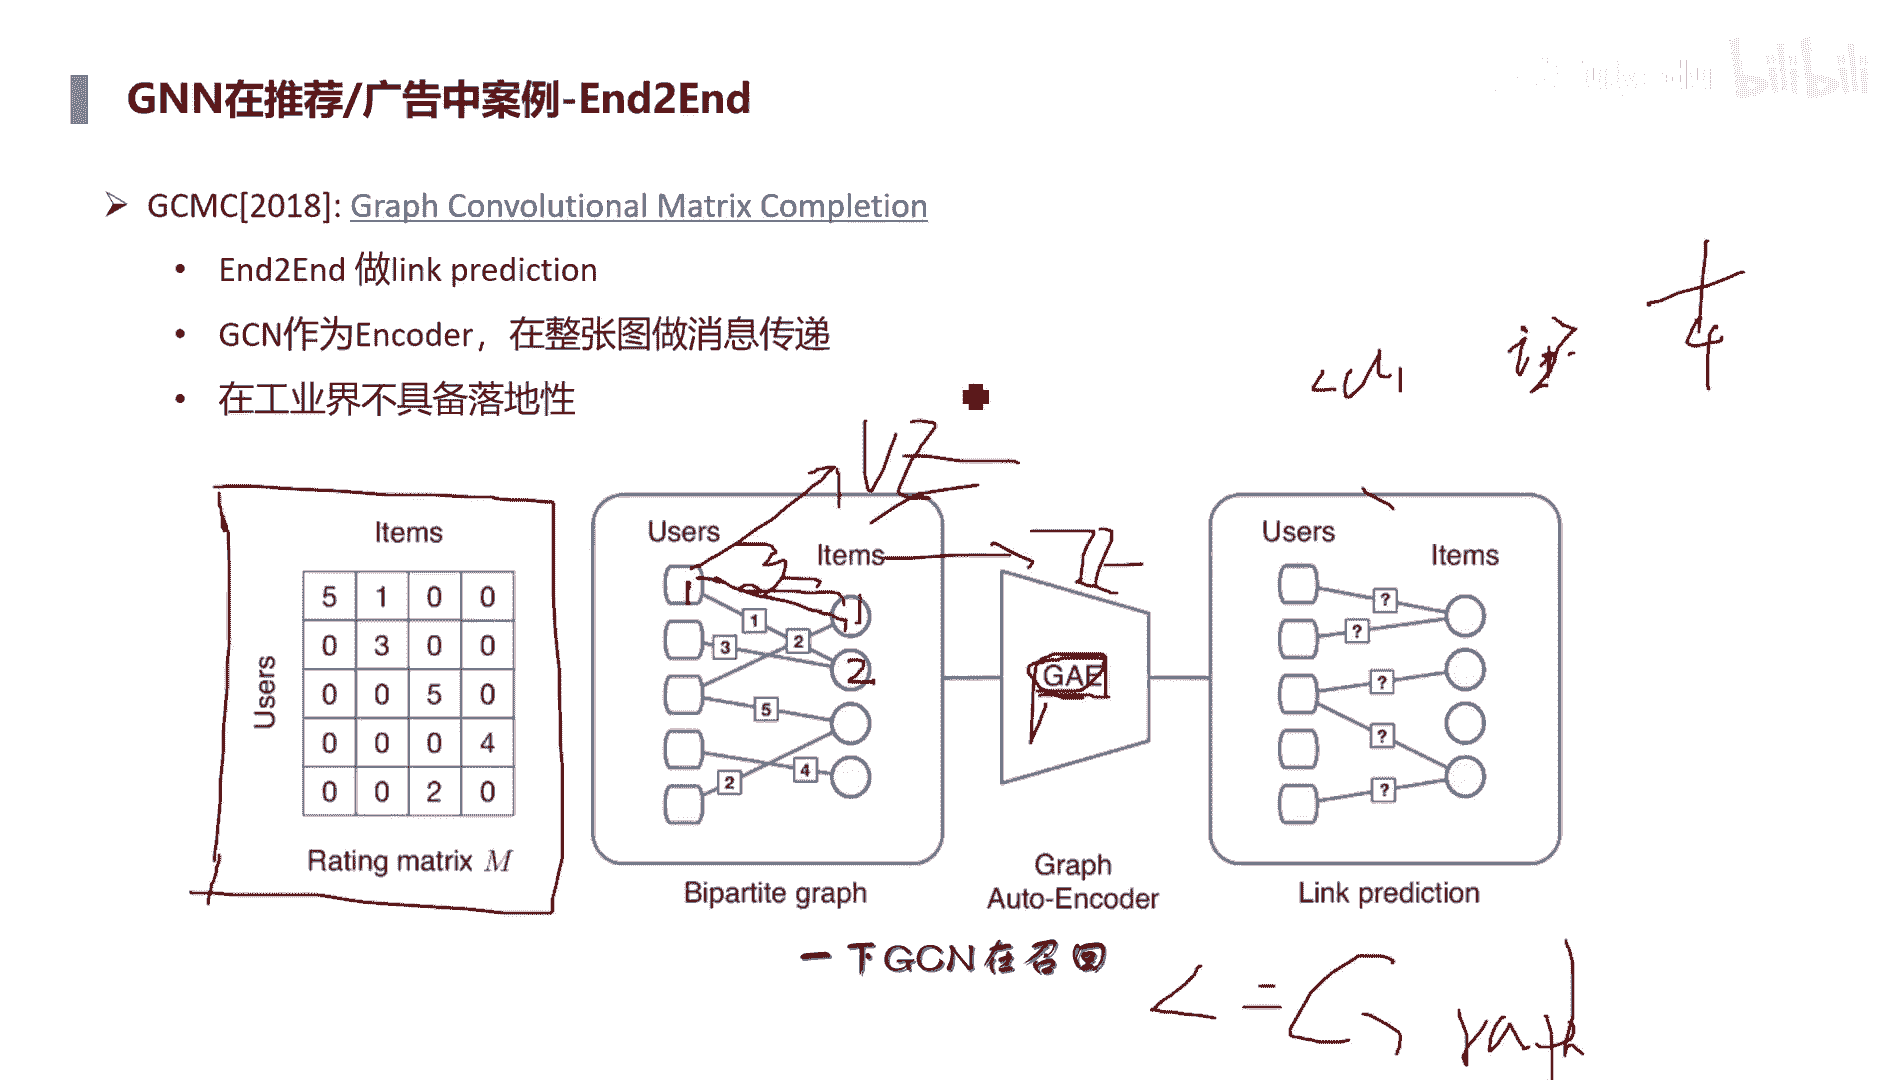 GNN在推荐/广告中案例-End2End
bilibili
GCMC[2018]: Graph Convolutional Matrix Completion
• End2End 做link prediction
• GCN作为Encoder，在整张图做消息传递
• 在工业界不具备落地性
Items
Users
5 1 0 0
0 3 0 0
0 0 5 0
0 0 0 4
0 0 2 0
Rating matrix M
Users
Items
1
1
2
1
2
3
5
4
2
Bipartite graph
GAE
Graph
Auto-Encoder
Users
Items
?
?
?
?
?
Link prediction
一下GCN在召回
Graph